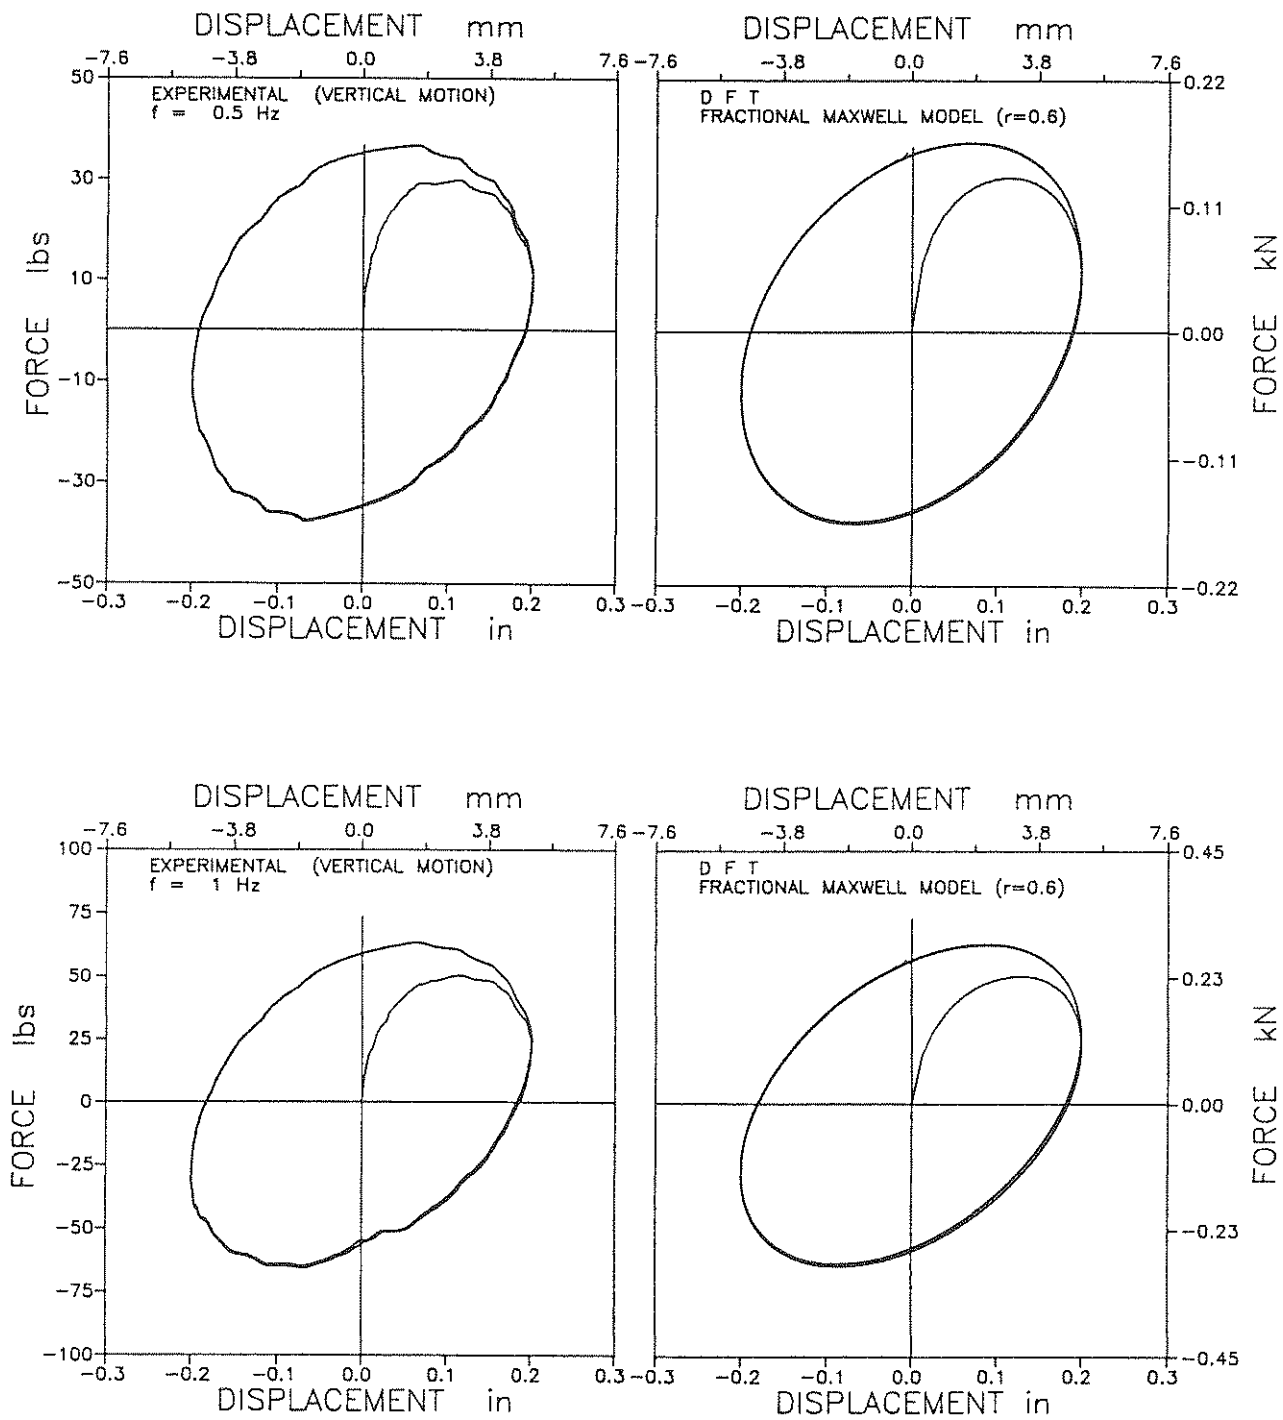 DISPLACEMENT mm
-7.6 -3.8 0.0 3.8
50
EXPERIMENTAL (VERTICAL MOTION)
f = 0.5 Hz
30
10
-10
-30
-50
FORCE lbs
-0.3 -0.2 -0.1 0.0 0.1 0.2 0.3
DISPLACEMENT in
DISPLACEMENT mm
-7.6 -3.8 0.0 3.8 7.6
D F T
FRACTIONAL MAXWELL MODEL (r=0.6)
0.22
0.11
0.00
-0.11
-0.22
FORCE kN
-0.3 -0.2 -0.1 0.0 0.1 0.2 0.3
DISPLACEMENT in
DISPLACEMENT mm
-7.6 -3.8 0.0 3.8 7.6
100
EXPERIMENTAL (VERTICAL MOTION)
f = 1 Hz
75
50
25
0
-25
-50
-75
-100
FORCE lbs
-0.3 -0.2 -0.1 0.0 0.1 0.2 0.3
DISPLACEMENT in
DISPLACEMENT mm
-7.6 -3.8 0.0 3.8 7.6
D F T
FRACTIONAL MAXWELL MODEL (r=0.6)
0.45
0.23
0.00
-0.23
-0.45
FORCE kN
-0.3 -0.2 -0.1 0.0 0.1 0.2 0.3
DISPLACEMENT in